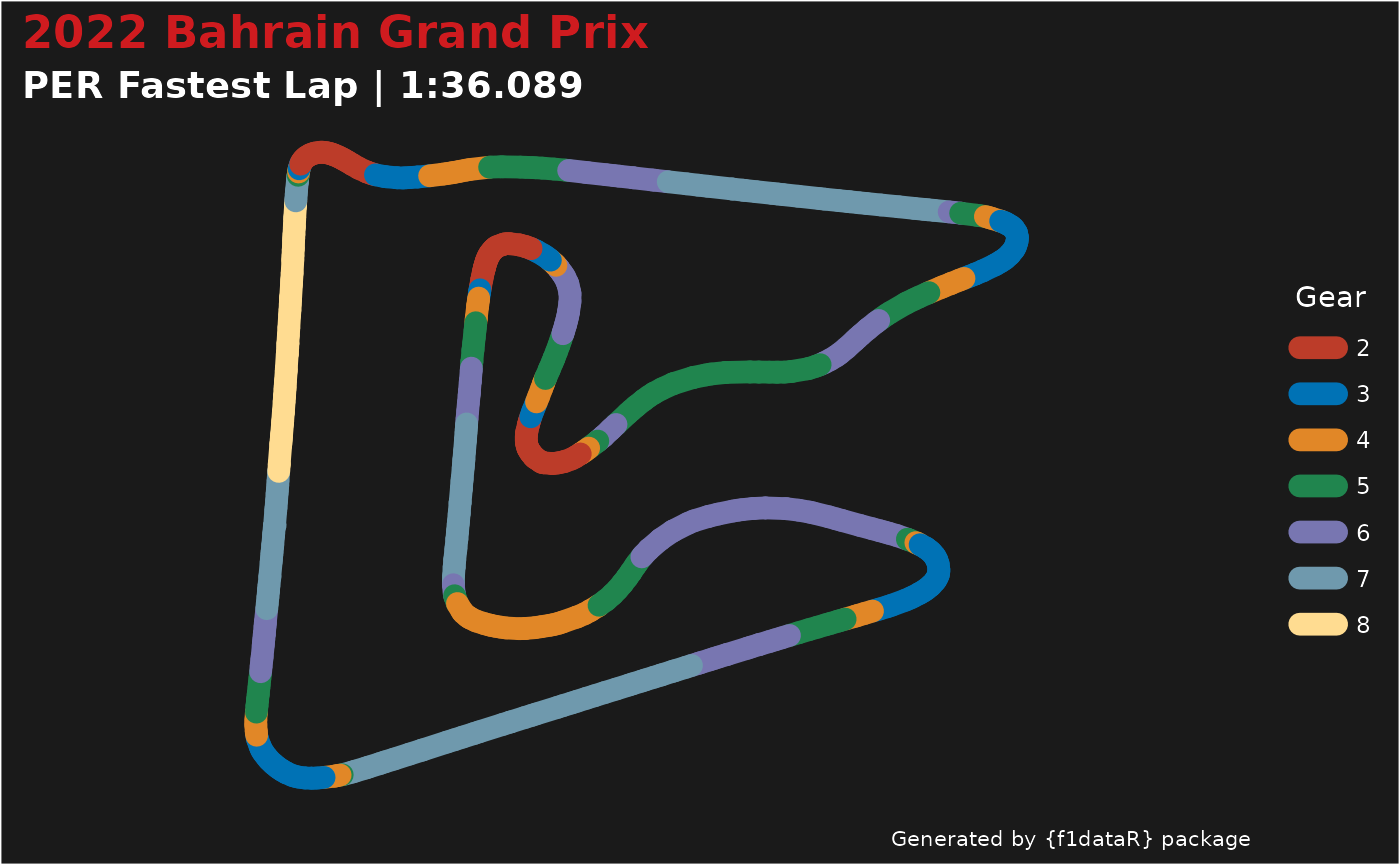 2022 Bahrain Grand Prix
PER Fastest Lap | 1:36.089
Gear
2
3
4
5
6
7
8
Generated by {f1dataR} package